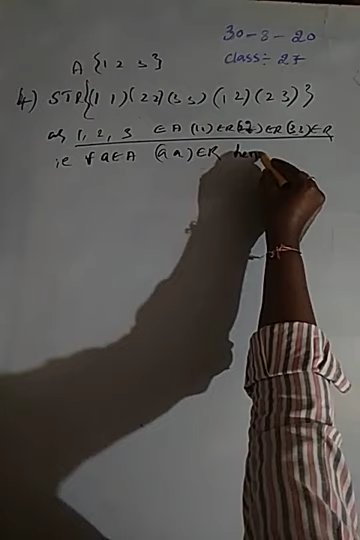 30-8-20
class:- 27
A {1 2 3}
4) STR{(1 1)(2 2)(3 3)(1 2)(2 3)}
as 1, 2, 3 ∈ A (1,1)∈R (2,2)∈R (3,3)∈R
i.e ∀ a∈A (a, a)∈R